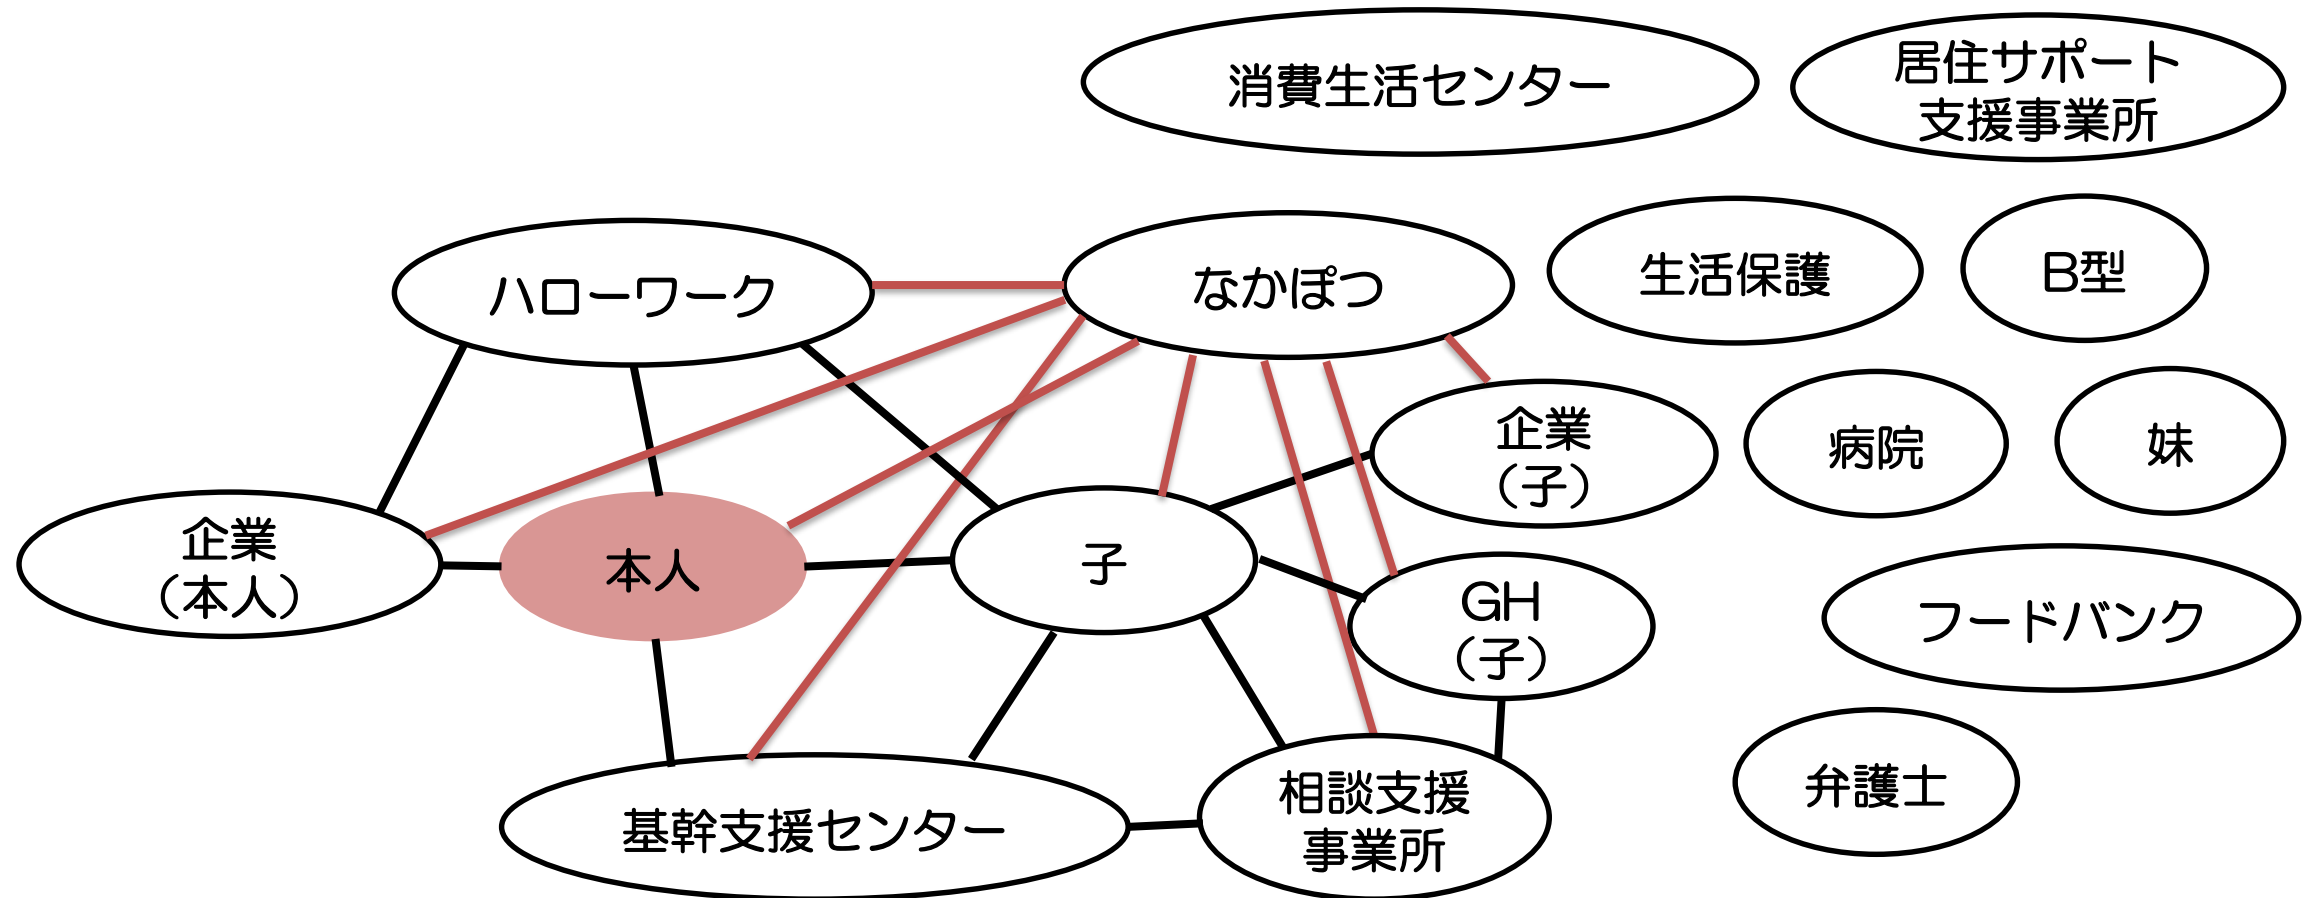 消費生活センター
居住サポート
支援事業所
ハローワーク
なかぽつ
生活保護
B型
企業
（子）
病院
妹
企業
（本人）
本人
子
GH
（子）
フードバンク
基幹支援センター
相談支援
事業所
弁護士